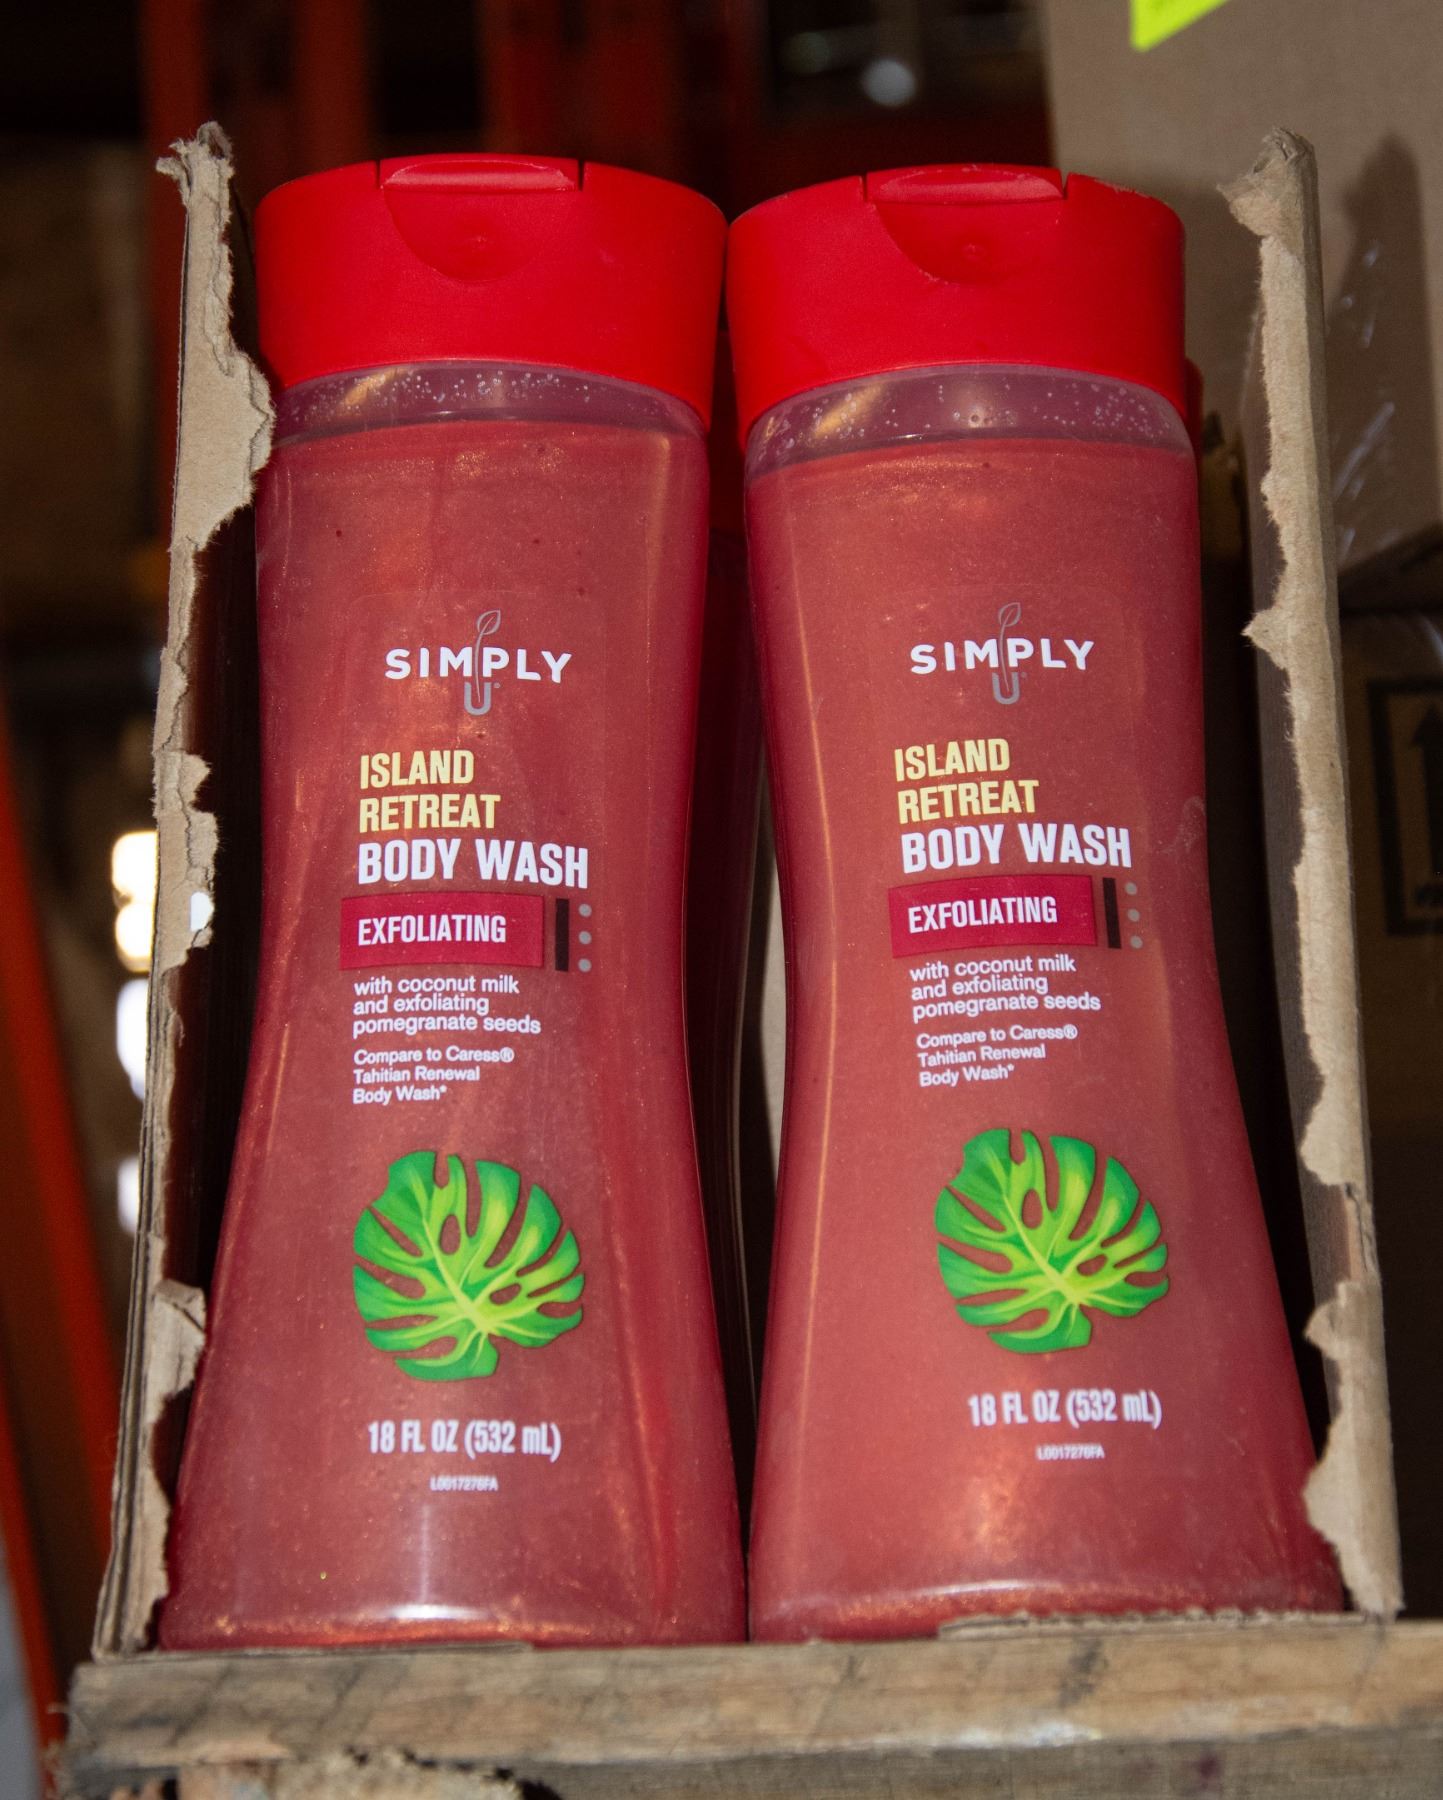 SIMPLY
U®
ISLAND
RETREAT
BODY WASH
EXFOLIATING
with coconut milk
and exfoliating
pomegranate seeds
Compare to Caress®
Tahitian Renewal
Body Wash*
18 FL OZ (532 mL)
L0017276FA
SIMPLY
U
ISLAND
RETREAT
BODY WASH
EXFOLIATING
with coconut milk
and exfoliating
pomegranate seeds
Compare to Caress®
Tahitian Renewal
Body Wash*
18 FL OZ (532 mL)
L0017276FA